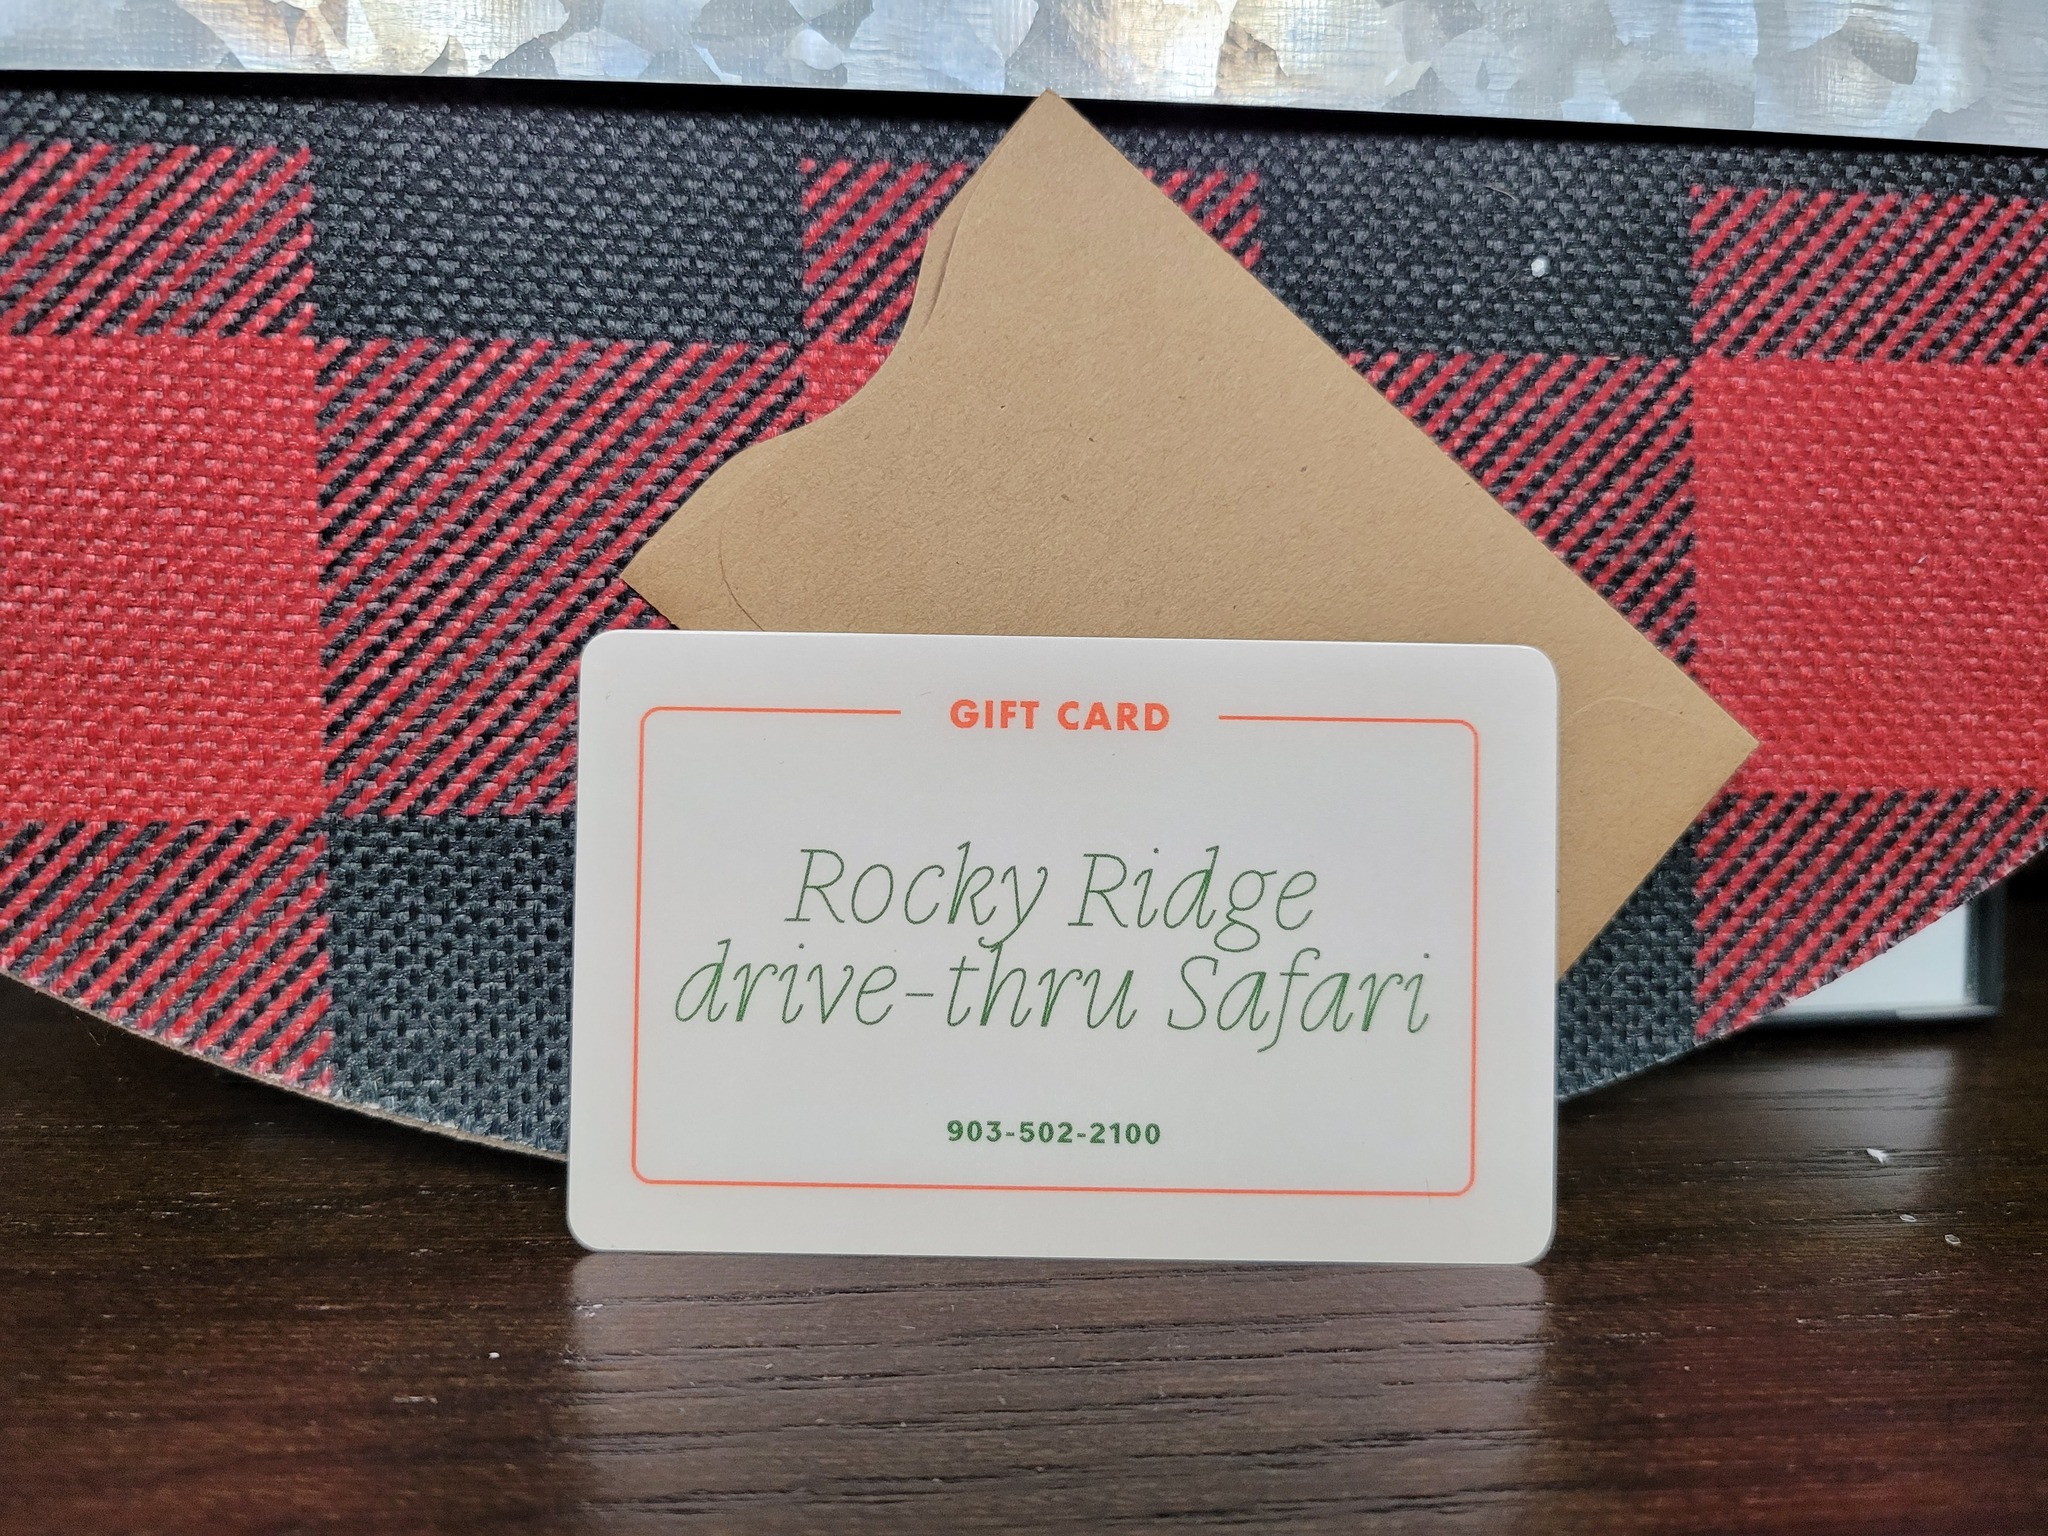 GIFT CARD
Rocky Ridge
drive-thru Safari
903-502-2100